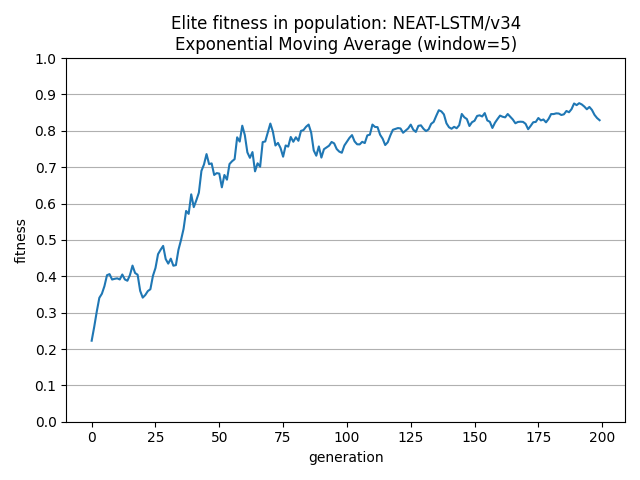 Elite fitness in population: NEAT-LSTM/v34
Exponential Moving Average (window=5)
1.0
0.9
0.8
0.7
0.6
0.5
0.4
0.3
0.2
0.1
0.0
fitness
0 25 50 75 100 125 150 175 200
generation